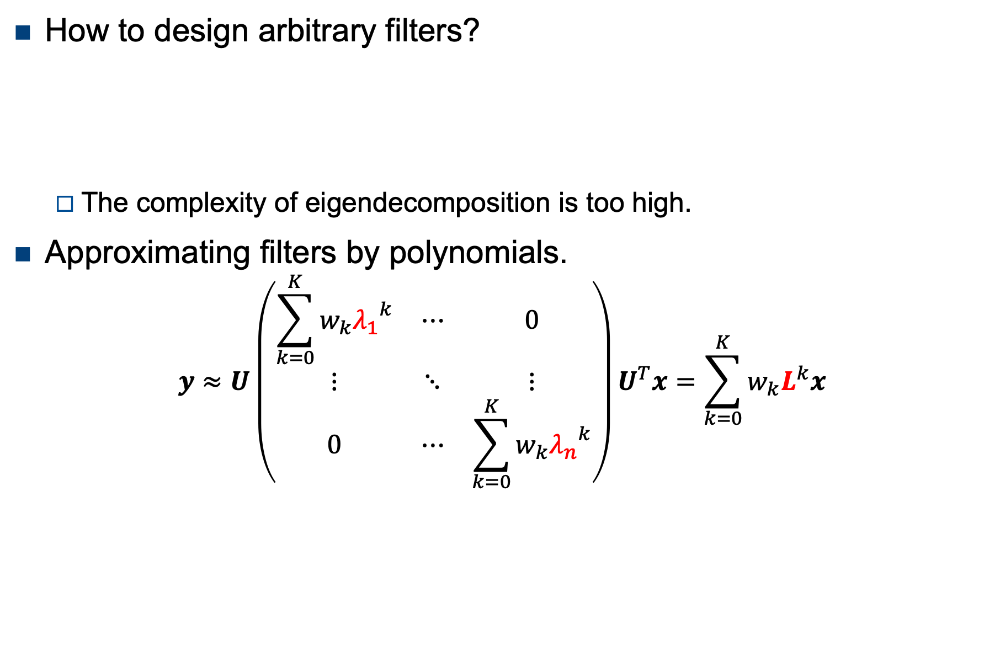 ■ How to design arbitrary filters?
□ The complexity of eigendecomposition is too high.
■ Approximating filters by polynomials.
$\boldsymbol{y} \approx \boldsymbol{U} \begin{pmatrix} \sum_{k=0}^{K} w_k {\lambda_1}^k & \cdots & 0 \\ \vdots & \ddots & \vdots \\ 0 & \cdots & \sum_{k=0}^{K} w_k {\lambda_n}^k \end{pmatrix} \boldsymbol{U}^T \boldsymbol{x} = \sum_{k=0}^{K} w_k \boldsymbol{L}^k \boldsymbol{x}$